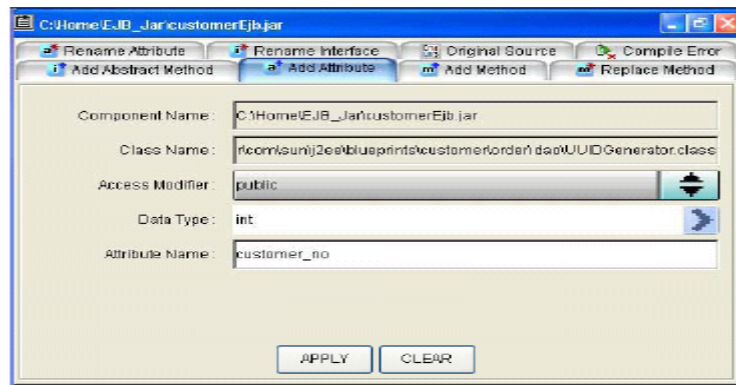 C:\Home\EJB_Jar\customerEjb.jar
Rename Attribute Rename Interface Original Source Compile Error
Add Abstract Method Add Attribute Add Method Replace Method
Component Name : C:\Home\EJB_Jar\customerEjb.jar
Class Name : r\com\sun\j2ee\blueprints\customer\order\dao\UUIDGenerator.class
Access Modifier : public
Data Type : int
Attribute Name : customer_no
APPLY CLEAR